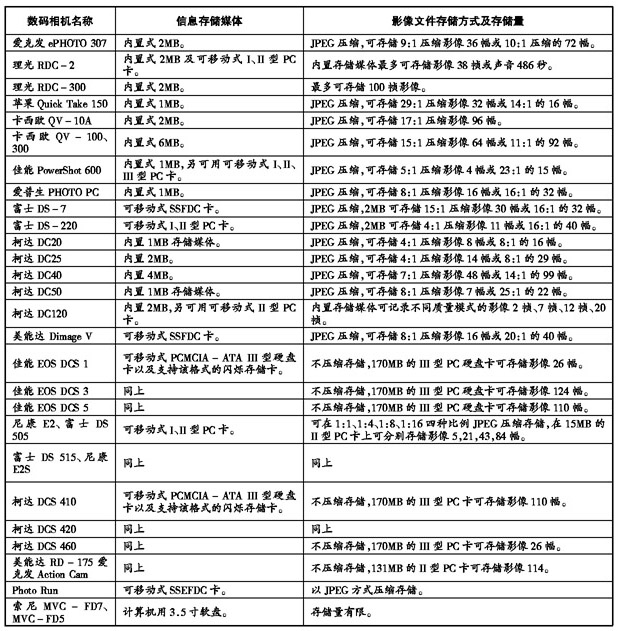 数码相机名称 信息存储媒体 影像文件存储方式及存储量
爱克发 ePHOTO 307 内置式 2MB。 JPEG 压缩,可存储 9:1 压缩影像 36 幅或 10:1 压缩的 72 幅。
理光 RDC-2 内置式 2MB 及可移动式 I、II 型 PC 卡。 内置存储媒体最多可存储影像 38 帧或声音 486 秒。
理光 RDC-300 内置式 2MB。 最多可存储 100 帧影像。
苹果 Quick Take 150 内置式 1MB。 JPEG 压缩,可存储 29:1 压缩影像 32 幅或 14:1 的 16 幅。
卡西欧 QV-10A 内置式 2MB。 JPEG 压缩,可存储 17:1 压缩影像 96 幅。
卡西欧 QV-100、300 内置式 6MB。 JPEG 压缩,可存储 15:1 压缩影像 64 幅或 11:1 的 92 幅。
佳能 PowerShot 600 内置式 1MB,另可用可移动式 I、II、III 型 PC 卡。 JPEG 压缩,可存储 5:1 压缩影像 4 幅或 23:1 的 15 幅。
爱普生 PHOTO PC 内置式 1MB。 JPEG 压缩,可存储 8:1 压缩影像 16 幅或 16:1 的 32 幅。
富士 DS-7 可移动式 SSFDC 卡。 JPEG 压缩,2MB 可存储 15:1 压缩影像 30 幅或 16:1 的 32 幅。
富士 DS-220 可移动式 I、II 型 PC 卡。 JPEG 压缩,2MB 可存储 4:1 压缩影像 11 幅或 16:1 的 40 幅。
柯达 DC20 内置 1MB 存储媒体。 JPEG 压缩,可存储 4:1 压缩影像 8 幅或 8:1 的 16 幅。
柯达 DC25 内置 2MB。 JPEG 压缩,可存储 4:1 压缩影像 14 幅或 8:1 的 29 幅。
柯达 DC40 内置 4MB。 JPEG 压缩,可存储 7:1 压缩影像 48 幅或 14:1 的 99 幅。
柯达 DC50 内置 1MB 存储媒体。 JPEG 压缩,可存储 8:1 压缩影像 7 幅或 25:1 的 22 幅。
柯达 DC120 内置 2MB,另可用可移动式 II 型 PC 卡。 内置存储媒体可记录不同质量模式的影像 2 帧、7 帧、12 帧、20 帧。
美能达 Dimage V 可移动式 SSFDC 卡。 JPEG 压缩,可存储 8:1 压缩影像 16 幅或 20:1 的 40 幅。
佳能 EOS DCS 1 可移动式 PCMCIA-ATA III 型硬盘卡以及支持该格式的闪烁存储卡。 不压缩存储,170MB 的 III 型 PC 硬盘卡可存储影像 26 幅。
佳能 EOS DCS 3 同上 不压缩存储,170MB 的 III 型 PC 硬盘卡可存储影像 124 幅。
佳能 EOS DCS 5 同上 不压缩存储,170MB 的 III 型 PC 硬盘卡可存储影像 110 幅。
尼康 E2、富士 DS 505 可移动式 I、II 型 PC 卡。 可在 1:1、1:4、1:8、1:16 四种比例 JPEG 压缩存储,在 15MB 的 II 型 PC 卡上可分别存储影像 5,21,43,84 幅。
富士 DS 515、尼康 E2S 同上 同上
柯达 DCS 410 可移动式 PCMCIA-ATA III 型硬盘卡以及支持该格式的闪烁存储卡。 不压缩存储,170MB 的 III 型 PC 卡可存储影像 110 幅。
柯达 DCS 420 同上 同上
柯达 DCS 460 同上 不压缩存储,170MB 的 III 型 PC 卡可存储影像 26 幅。
美能达 RD-175 爱克发 Action Cam 同上 不压缩存储,131MB 的 II 型 PC 卡可存储影像 114。
Photo Run 可移动式 SSEFDC 卡。 以 JPEG 方式压缩存储。
索尼 MVC-FD7、MVC-FD5 计算机用 3.5 寸软盘。 存储量有限。